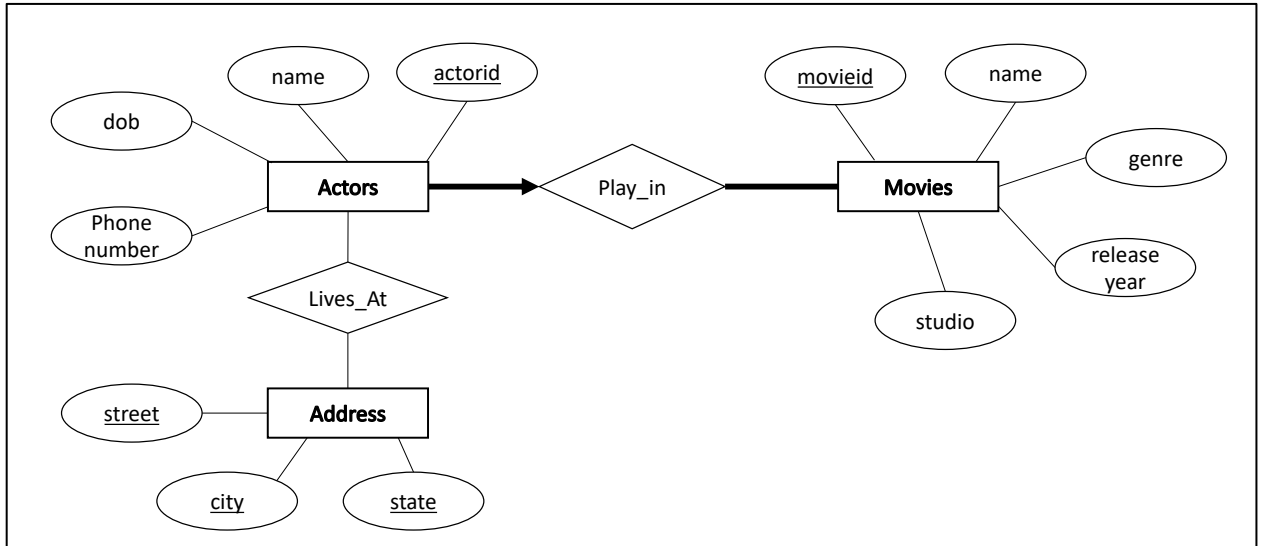 name
actorid
movieid
name
dob
genre
Actors
Play_in
Movies
Phone
number
release
year
Lives_At
studio
street
Address
city
state